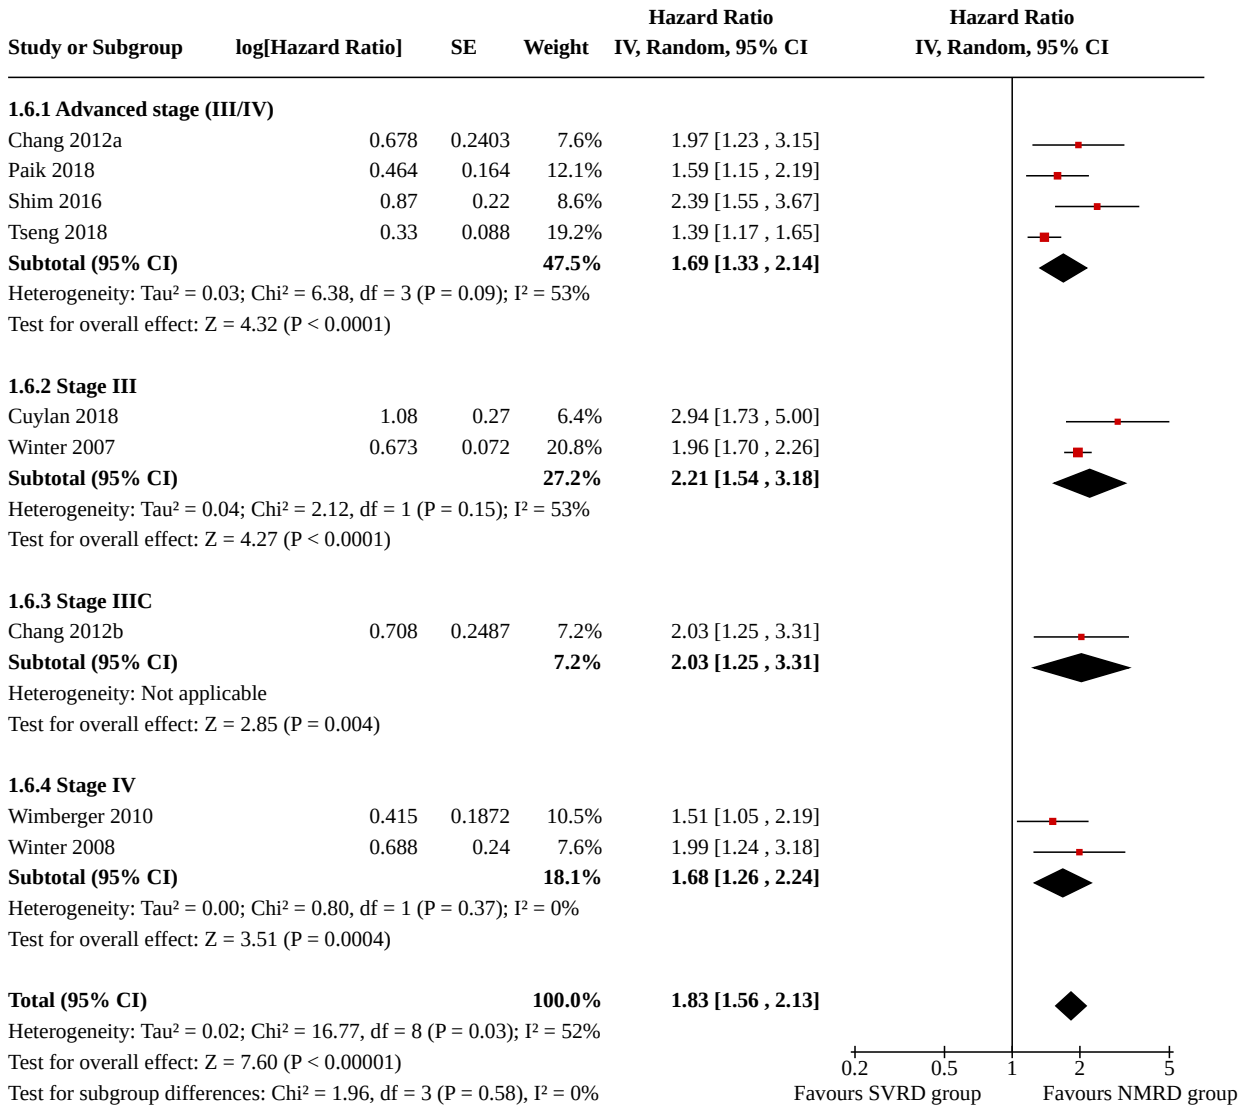 Hazard Ratio Hazard Ratio
Study or Subgroup log[Hazard Ratio] SE Weight IV, Random, 95% CI IV, Random, 95% CI
1.6.1 Advanced stage (III/IV)
Chang 2012a 0.678 0.2403 7.6% 1.97 [1.23 , 3.15]
Paik 2018 0.464 0.164 12.1% 1.59 [1.15 , 2.19]
Shim 2016 0.87 0.22 8.6% 2.39 [1.55 , 3.67]
Tseng 2018 0.33 0.088 19.2% 1.39 [1.17 , 1.65]
Subtotal (95% CI) 47.5% 1.69 [1.33 , 2.14]
Heterogeneity: Tau² = 0.03; Chi² = 6.38, df = 3 (P = 0.09); I² = 53%
Test for overall effect: Z = 4.32 (P < 0.0001)
1.6.2 Stage III
Cuylan 2018 1.08 0.27 6.4% 2.94 [1.73 , 5.00]
Winter 2007 0.673 0.072 20.8% 1.96 [1.70 , 2.26]
Subtotal (95% CI) 27.2% 2.21 [1.54 , 3.18]
Heterogeneity: Tau² = 0.04; Chi² = 2.12, df = 1 (P = 0.15); I² = 53%
Test for overall effect: Z = 4.27 (P < 0.0001)
1.6.3 Stage IIIC
Chang 2012b 0.708 0.2487 7.2% 2.03 [1.25 , 3.31]
Subtotal (95% CI) 7.2% 2.03 [1.25 , 3.31]
Heterogeneity: Not applicable
Test for overall effect: Z = 2.85 (P = 0.004)
1.6.4 Stage IV
Wimberger 2010 0.415 0.1872 10.5% 1.51 [1.05 , 2.19]
Winter 2008 0.688 0.24 7.6% 1.99 [1.24 , 3.18]
Subtotal (95% CI) 18.1% 1.68 [1.26 , 2.24]
Heterogeneity: Tau² = 0.00; Chi² = 0.80, df = 1 (P = 0.37); I² = 0%
Test for overall effect: Z = 3.51 (P = 0.0004)
Total (95% CI) 100.0% 1.83 [1.56 , 2.13]
Heterogeneity: Tau² = 0.02; Chi² = 16.77, df = 8 (P = 0.03); I² = 52%
Test for overall effect: Z = 7.60 (P < 0.00001)
0.2 0.5 1 2 5
Test for subgroup differences: Chi² = 1.96, df = 3 (P = 0.58), I² = 0%
Favours SVRD group Favours NMRD group